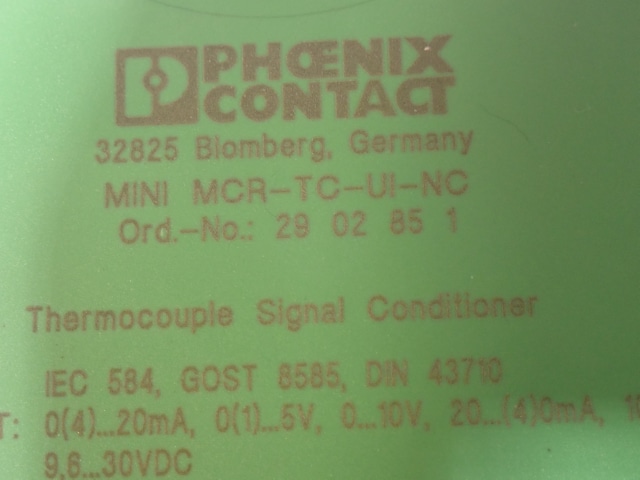 PHOENIX
CONTACT
32825 Blomberg, Germany
MINI MCR-TC-UI-NC
Ord.-No.: 29 02 85 1
Thermocouple Signal Conditioner
IEC 584, GOST 8585, DIN 43710
T: 0(4)...20mA, 0(1)...5V, 0...10V, 20...(4)0mA,
9,6...30VDC